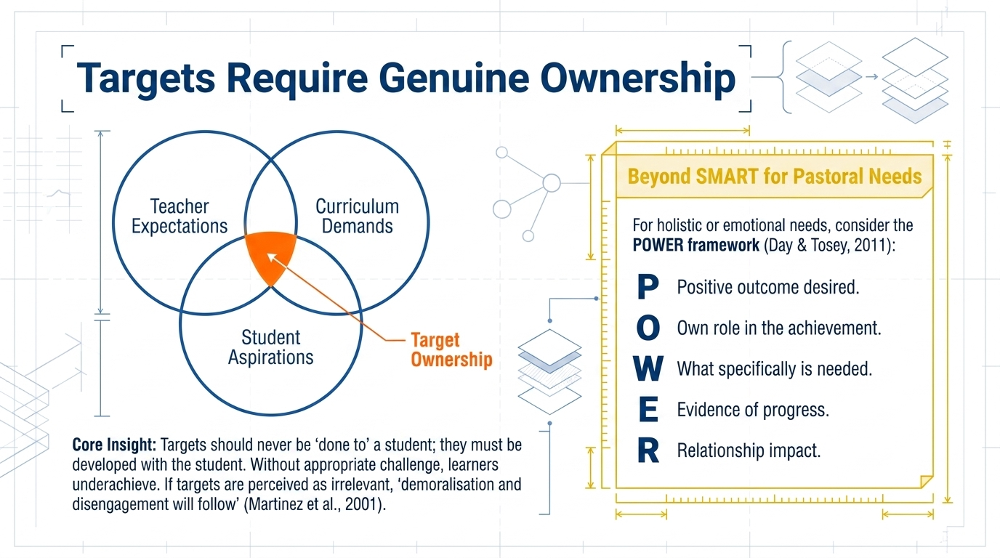 Targets Require Genuine Ownership
Teacher
Expectations
Curriculum
Demands
Student
Aspirations
Target
Ownership
Core Insight: Targets should never be ‘done to’ a student; they must be
developed with the student. Without appropriate challenge, learners
underachieve. If targets are perceived as irrelevant, ‘demoralisation and
disengagement will follow’ (Martinez et al., 2001).
Beyond SMART for Pastoral Needs
For holistic or emotional needs, consider the
POWER framework (Day & Tosey, 2011):
P Positive outcome desired.
O Own role in the achievement.
W What specifically is needed.
E Evidence of progress.
R Relationship impact.